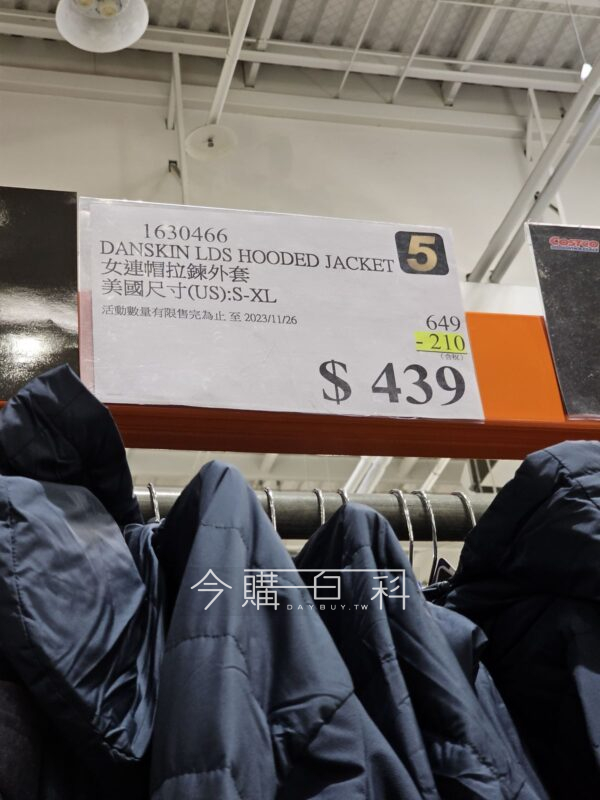 1630466
5
DANSKIN LDS HOODED JACKET
女連帽拉鍊外套
美國尺寸(US):S-XL
活動數量有限售完為止 至 2023/11/26
649
- 210
(含稅)
$ 439
COSTCO
今購百科
DAYBUY.TW